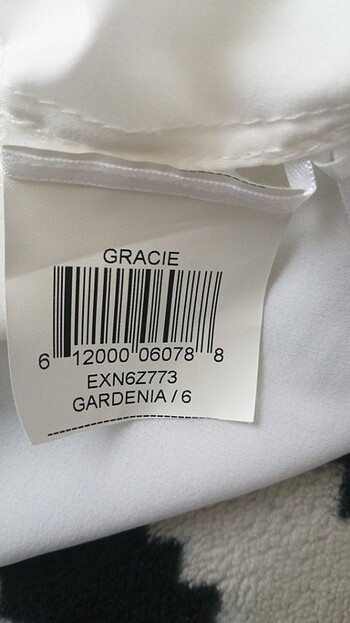 GRACIE
6 12000 06078 8
EXN6Z773
GARDENIA / 6